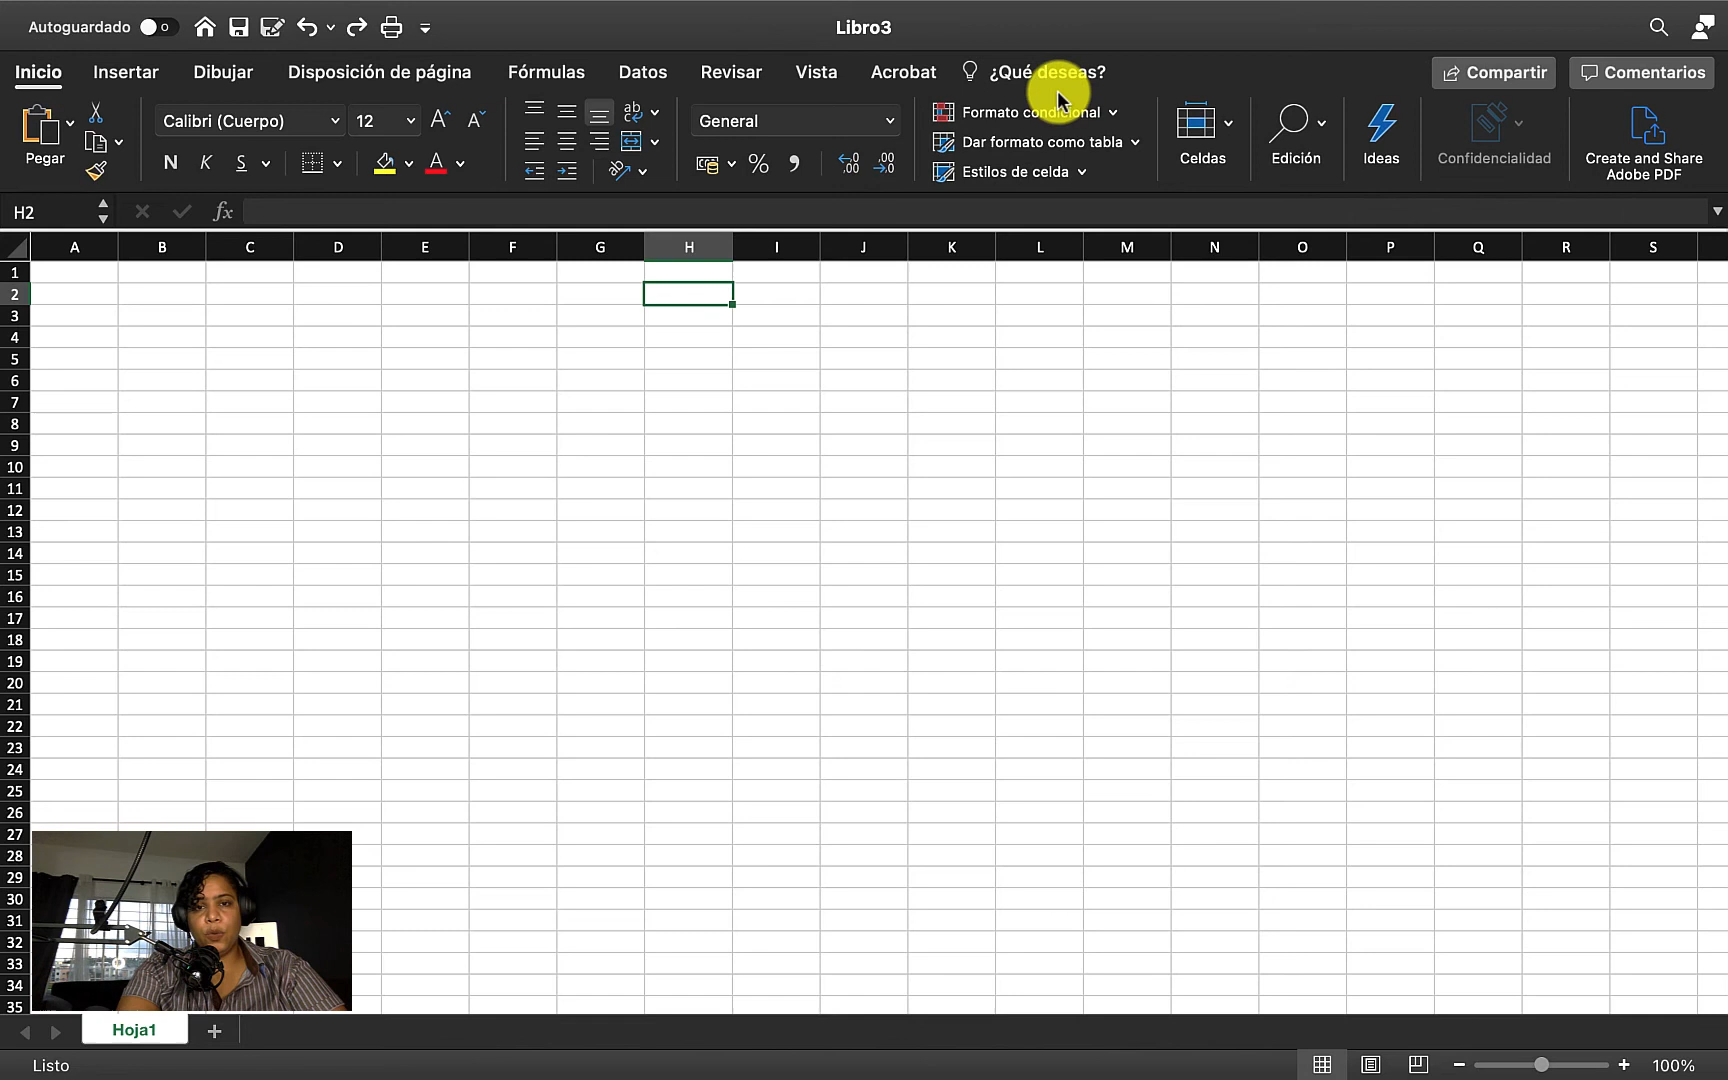 Autoguardado
Libro3
Inicio Insertar Dibujar Disposición de página Fórmulas Datos Revisar Vista Acrobat ¿Qué deseas? Compartir Comentarios
Pegar
Calibri (Cuerpo) 12
N K S
A
ab
General
% 000
,00
Formato condicional
Dar formato como tabla
Estilos de celda
Celdas
Edición
Ideas
Confidencialidad
Create and Share
Adobe PDF
H2 fx
A B C D E F G H I J K L M N O P Q R S
1
2
3
4
5
6
7
8
9
10
11
12
13
14
15
16
17
18
19
20
21
22
23
24
25
26
27
28
29
30
31
32
33
34
35
Hoja1 +
Listo
100%